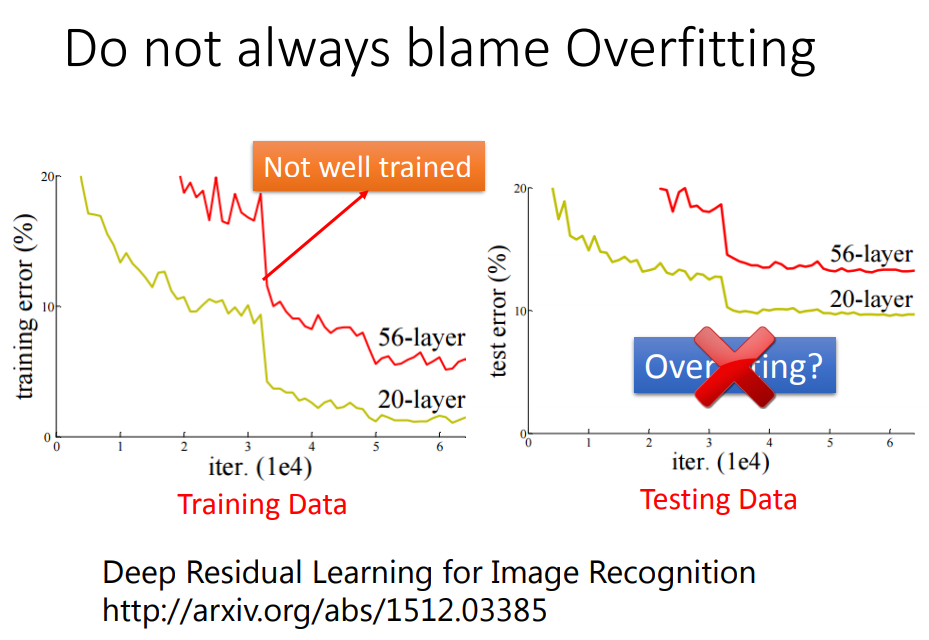 Do not always blame Overfitting
Not well trained
20
10
0
training error (%)
56-layer
20-layer
0 1 2 3 4 5 6
iter. (1e4)
Training Data
20
10
0
test error (%)
56-layer
20-layer
0 1 2 3 4 5 6
iter. (1e4)
Testing Data
Deep Residual Learning for Image Recognition
http://arxiv.org/abs/1512.03385